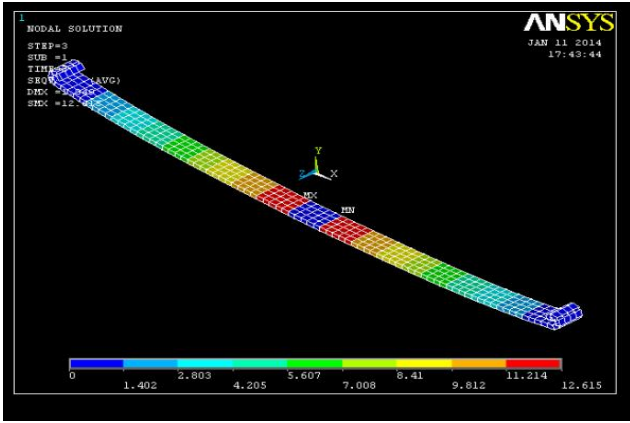 1
NODAL SOLUTION
ANSYS
JAN 11 2014
17:43:44
STEP=3
SUB =1
(AVG)
Y
Z
X
MX
MN
0
2.803
5.607
8.41
11.214
1.402
4.205
7.008
9.812
12.615